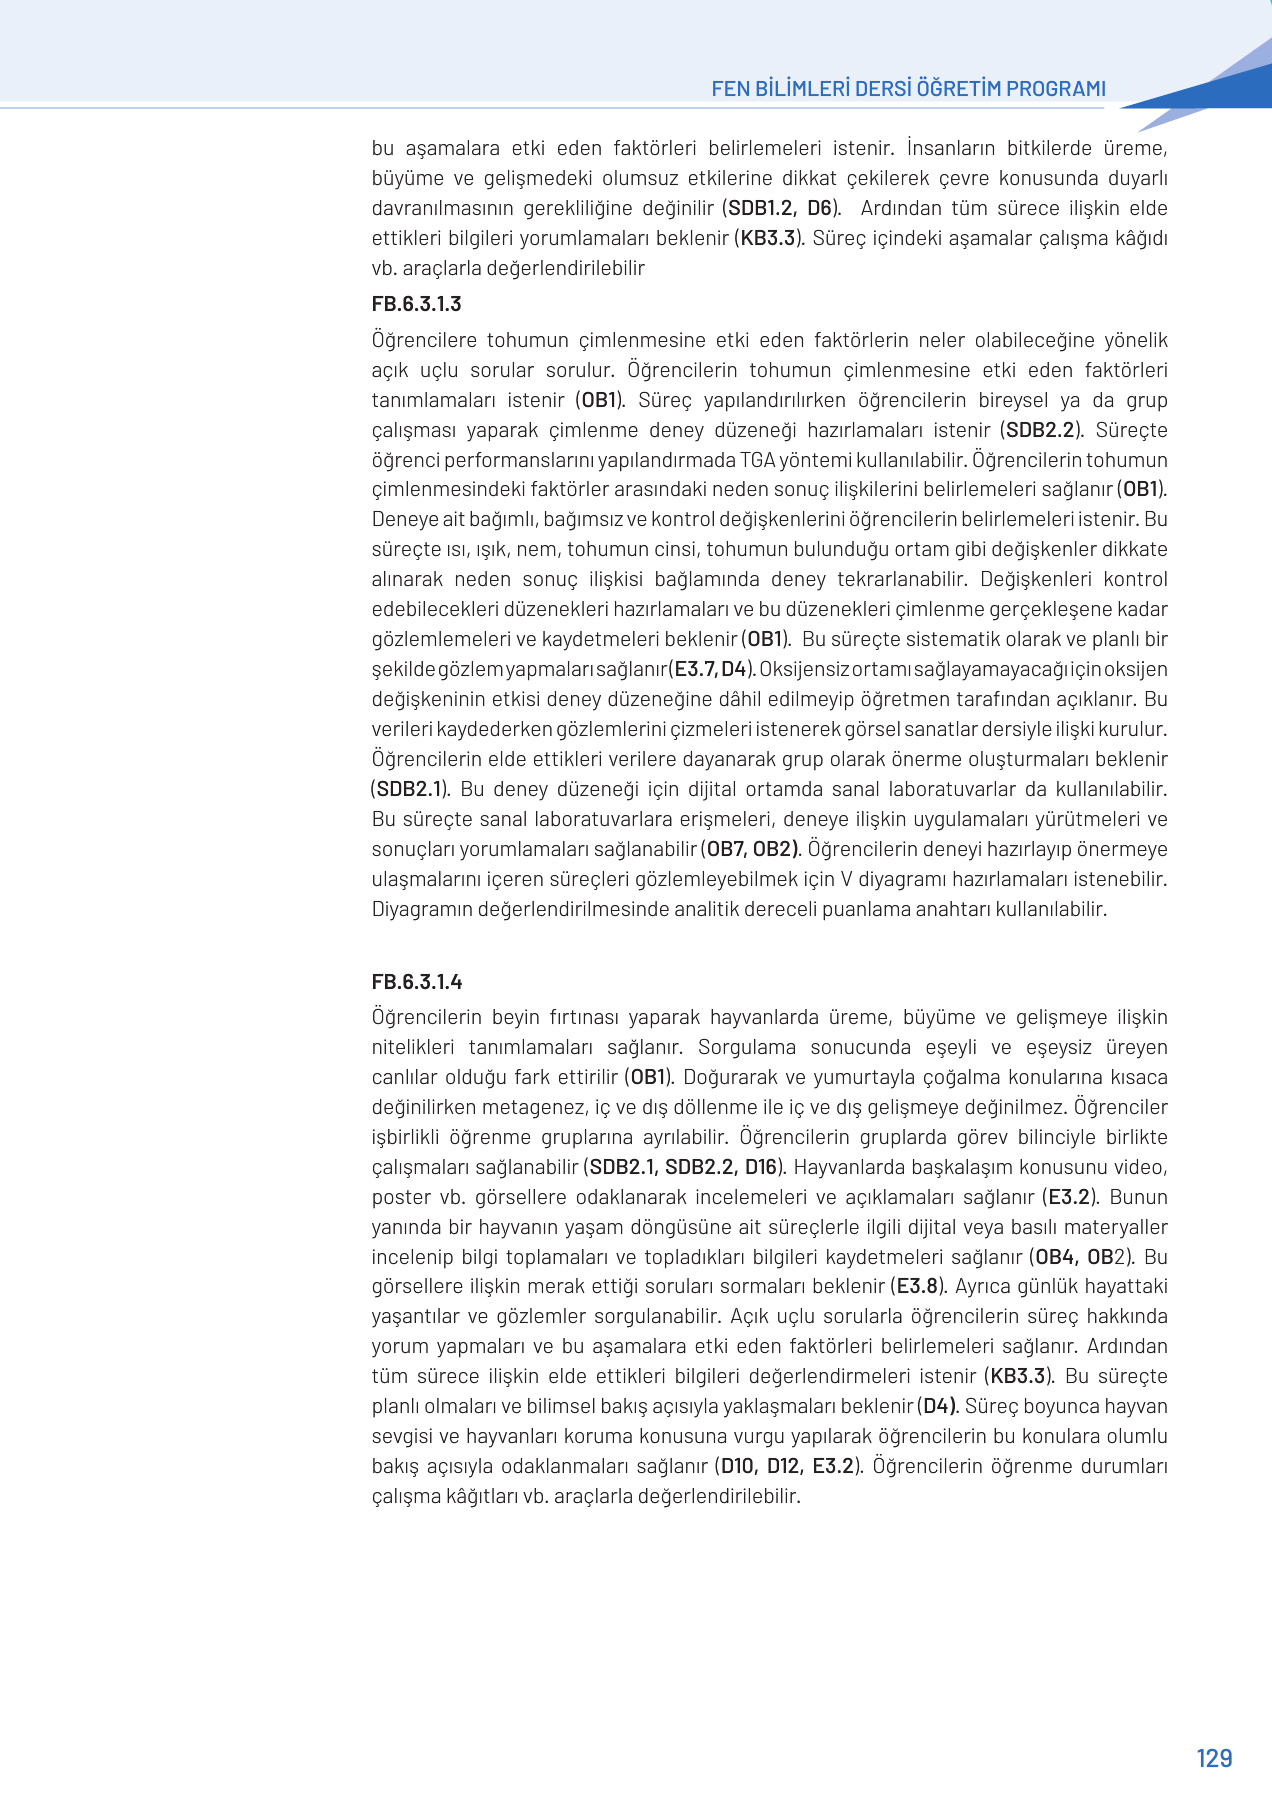 FEN BİLİMLERİ DERSİ ÖĞRETİM PROGRAMI
bu aşamalara etki eden faktörleri belirlemeleri istenir. İnsanların bitkilerde üreme,
büyüme ve gelişmedeki olumsuz etkilerine dikkat çekilerek çevre konusunda duyarlı
davranılmasının gerekliliğine değinilir (SDB1.2, D6). Ardından tüm sürece ilişkin elde
ettikleri bilgileri yorumlamaları beklenir (KB3.3). Süreç içindeki aşamalar çalışma kâğıdı
vb. araçlarla değerlendirilebilir
FB.6.3.1.3
Öğrencilere tohumun çimlenmesine etki eden faktörlerin neler olabileceğine yönelik
açık uçlu sorular sorulur. Öğrencilerin tohumun çimlenmesine etki eden faktörleri
tanımlamaları istenir (OB1). Süreç yapılandırılırken öğrencilerin bireysel ya da grup
çalışması yaparak çimlenme deney düzeneği hazırlamaları istenir (SDB2.2). Süreçte
öğrenci performanslarını yapılandırmada TGA yöntemi kullanılabilir. Öğrencilerin tohumun
çimlenmesindeki faktörler arasındaki neden sonuç ilişkilerini belirlemeleri sağlanır (OB1).
Deneye ait bağımlı, bağımsız ve kontrol değişkenlerini öğrencilerin belirlemeleri istenir. Bu
süreçte ısı, ışık, nem, tohumun cinsi, tohumun bulunduğu ortam gibi değişkenler dikkate
alınarak neden sonuç ilişkisi bağlamında deney tekrarlanabilir. Değişkenleri kontrol
edebilecekleri düzenekleri hazırlamaları ve bu düzenekleri çimlenme gerçekleşene kadar
gözlemlemeleri ve kaydetmeleri beklenir (OB1). Bu süreçte sistematik olarak ve planlı bir
şekilde gözlem yapmaları sağlanır (E3.7, D4). Oksijensiz ortamı sağlayamayacağı için oksijen
değişkeninin etkisi deney düzeneğine dâhil edilmeyip öğretmen tarafından açıklanır. Bu
verileri kaydederken gözlemlerini çizmeleri istenerek görsel sanatlar dersiyle ilişki kurulur.
Öğrencilerin elde ettikleri verilere dayanarak grup olarak önerme oluşturmaları beklenir
(SDB2.1). Bu deney düzeneği için dijital ortamda sanal laboratuvarlar da kullanılabilir.
Bu süreçte sanal laboratuvarlara erişmeleri, deneye ilişkin uygulamaları yürütmeleri ve
sonuçları yorumlamaları sağlanabilir (OB7, OB2). Öğrencilerin deneyi hazırlayıp önermeye
ulaşmalarını içeren süreçleri gözlemleyebilmek için V diyagramı hazırlamaları istenebilir.
Diyagramın değerlendirilmesinde analitik dereceli puanlama anahtarı kullanılabilir.
FB.6.3.1.4
Öğrencilerin beyin fırtınası yaparak hayvanlarda üreme, büyüme ve gelişmeye ilişkin
nitelikleri tanımlamaları sağlanır. Sorgulama sonucunda eşeyli ve eşeysiz üreyen
canlılar olduğu fark ettirilir (OB1). Doğurarak ve yumurtayla çoğalma konularına kısaca
değinilirken metagenez, iç ve dış döllenme ile iç ve dış gelişmeye değinilmez. Öğrenciler
işbirlikli öğrenme gruplarına ayrılabilir. Öğrencilerin gruplarda görev bilinciyle birlikte
çalışmaları sağlanabilir (SDB2.1, SDB2.2, D16). Hayvanlarda başkalaşım konusunu video,
poster vb. görsellere odaklanarak incelemeleri ve açıklamaları sağlanır (E3.2). Bunun
yanında bir hayvanın yaşam döngüsüne ait süreçlerle ilgili dijital veya basılı materyaller
incelenip bilgi toplamaları ve topladıkları bilgileri kaydetmeleri sağlanır (OB4, OB2). Bu
görsellere ilişkin merak ettiği soruları sormaları beklenir (E3.8). Ayrıca günlük hayattaki
yaşantılar ve gözlemler sorgulanabilir. Açık uçlu sorularla öğrencilerin süreç hakkında
yorum yapmaları ve bu aşamalara etki eden faktörleri belirlemeleri sağlanır. Ardından
tüm sürece ilişkin elde ettikleri bilgileri değerlendirmeleri istenir (KB3.3). Bu süreçte
planlı olmaları ve bilimsel bakış açısıyla yaklaşmaları beklenir (D4). Süreç boyunca hayvan
sevgisi ve hayvanları koruma konusuna vurgu yapılarak öğrencilerin bu konulara olumlu
bakış açısıyla odaklanmaları sağlanır (D10, D12, E3.2). Öğrencilerin öğrenme durumları
çalışma kâğıtları vb. araçlarla değerlendirilebilir.
129